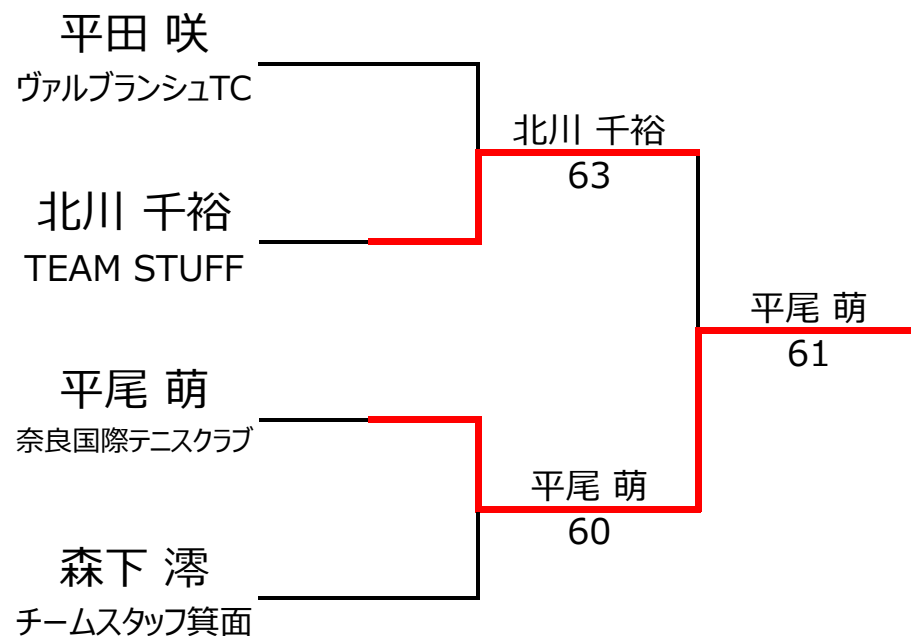 平田 咲
ヴァルブランシュTC
北川 千裕
63
北川 千裕
TEAM STUFF
平尾 萌
61
平尾 萌
奈良国際テニスクラブ
平尾 萌
60
森下 澪
チームスタッフ箕面